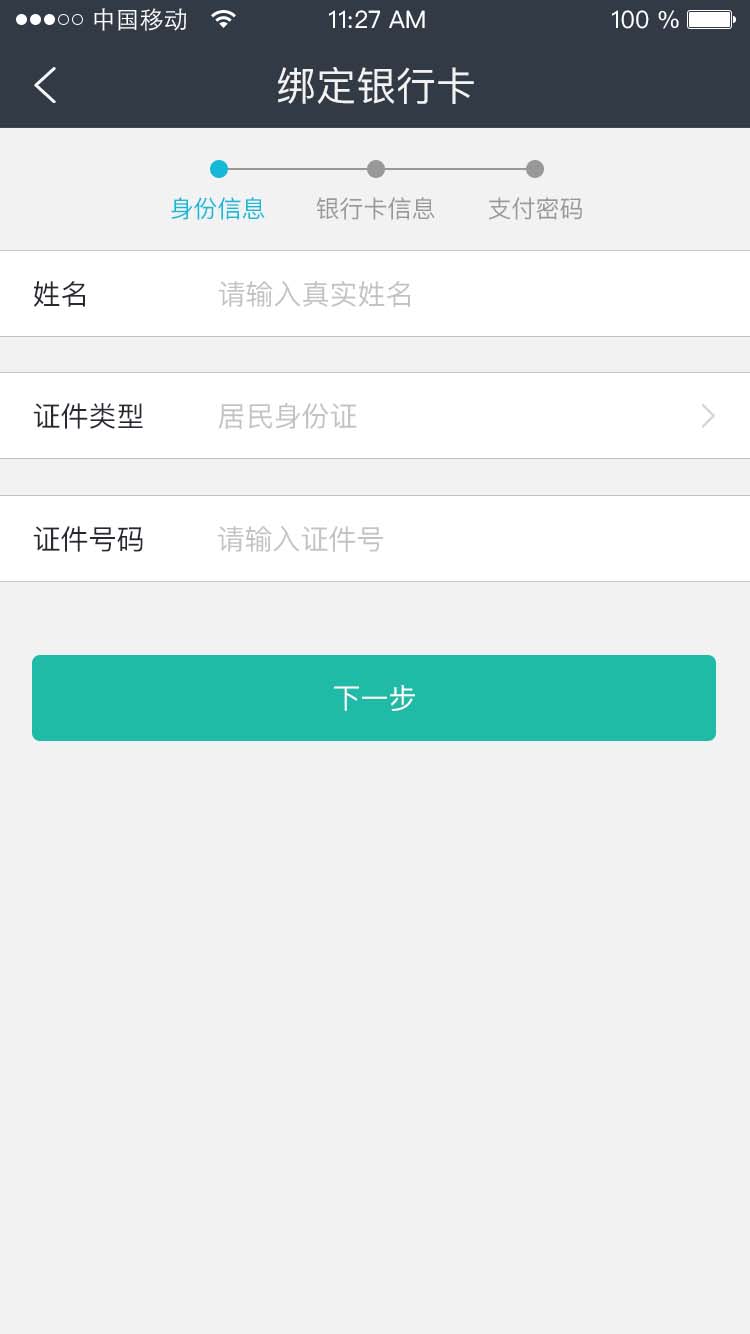 中国移动 11:27 AM 100 %
绑定银行卡
身份信息 银行卡信息 支付密码
姓名 请输入真实姓名
证件类型 居民身份证
证件号码 请输入证件号
下一步